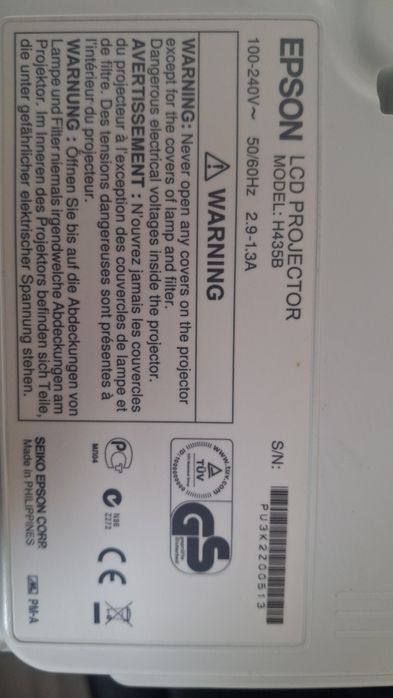 EPSON LCD PROJECTOR
MODEL: H435B
100-240V~ 50/60Hz 2.9-1.3A
S/N:
PU3K2200513
WARNING
WARNING: Never open any covers on the projector
except for the covers of lamp and filter.
Dangerous electrical voltages inside the projector.
AVERTISSEMENT : N'ouvrez jamais les couvercles
du projecteur à l'exception des couvercles de lampe et
de filtre. Des tensions dangereuses sont présentes à
l'intérieur du projecteur.
WARNUNG : Öffnen Sie bis auf die Abdeckungen von
Lampe und Filter niemals irgendwelche Abdeckungen am
Projektor. Im Inneren des Projektors befinden sich Teile,
die unter gefährlicher elektrischer Spannung stehen.
www.tuv.com
TÜV
GS
geprüfte
Sicherheit
N96
Z272
CE
МЛ04
SEIKO EPSON CORP.
Made in PHILIPPINES
PM-A